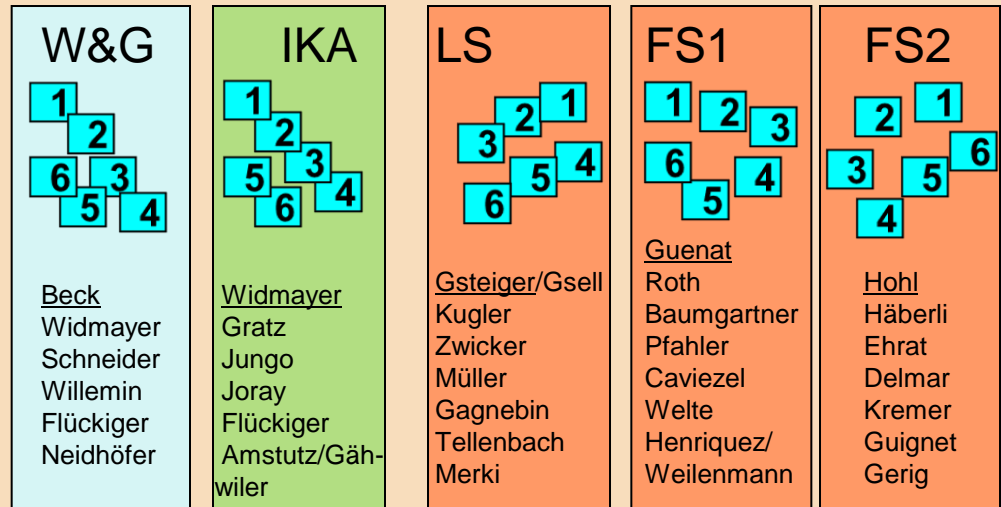 W&G
1
2
6 3
5 4
Beck
Widmayer
Schneider
Willemin
Flückiger
Neidhöfer
IKA
1
2
3
5 4
6
Widmayer
Gratz
Jungo
Joray
Flückiger
Amstutz/Gäh-
wiler
LS
1
2
3
4
5
6
Gsteiger/Gsell
Kugler
Zwicker
Müller
Gagnebin
Tellenbach
Merki
FS1
1 2 3
6 4
5
Guenat
Roth
Baumgartner
Pfahler
Caviezel
Welte
Henriquez/
Weilenmann
FS2
2 1
6
3 5
4
Hohl
Häberli
Ehrat
Delmar
Kremer
Guignet
Gerig